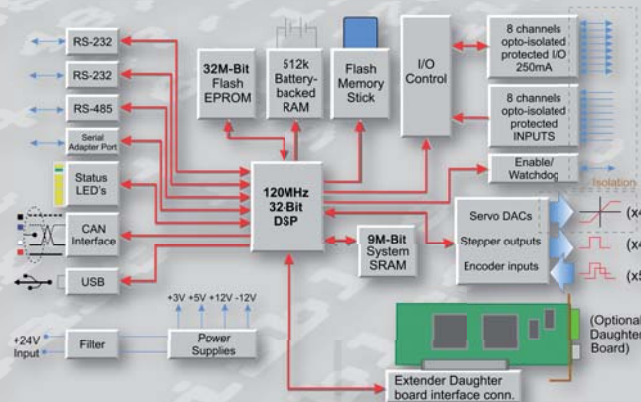 RS-232
RS-232
RS-485
Serial
Adapter Port
Status
LED's
CAN
Interface
USB
32M-Bit
Flash
EPROM
512k
Battery-
backed
RAM
Flash
Memory
Stick
I/O
Control
8 channels
opto-isolated
protected I/O
250mA
8 channels
opto-isolated
protected
INPUTS
Enable/
Watchdog
Isolation
120MHz
32-Bit
DSP
9M-Bit
System
SRAM
Servo DACs
Stepper outputs
Encoder inputs
(x4
(x4
(x5
+3V +5V +12V -12V
+24V
Input
Filter
Power
Supplies
(Optional
Daughter
Board)
Extender Daughter
board interface conn.